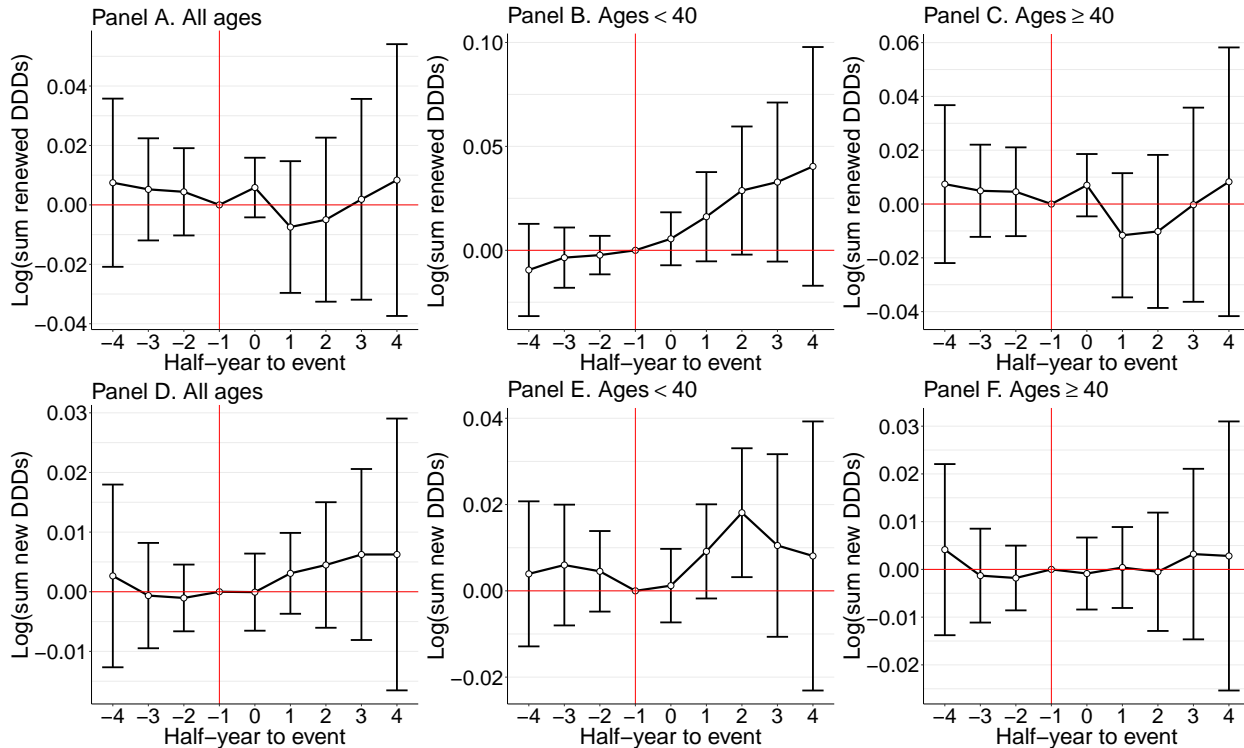 Panel A. All ages
Log(sum renewed DDDs)
0.04
0.02
0.00
−0.02
−0.04
−4 −3 −2 −1 0 1 2 3 4
Half−year to event
Panel B. Ages < 40
Log(sum renewed DDDs)
0.10
0.05
0.00
−4 −3 −2 −1 0 1 2 3 4
Half−year to event
Panel C. Ages ≥ 40
Log(sum renewed DDDs)
0.06
0.04
0.02
0.00
−0.02
−0.04
−4 −3 −2 −1 0 1 2 3 4
Half−year to event
Panel D. All ages
Log(sum new DDDs)
0.03
0.02
0.01
0.00
−0.01
−4 −3 −2 −1 0 1 2 3 4
Half−year to event
Panel E. Ages < 40
Log(sum new DDDs)
0.04
0.02
0.00
−0.02
−4 −3 −2 −1 0 1 2 3 4
Half−year to event
Panel F. Ages ≥ 40
Log(sum new DDDs)
0.03
0.02
0.01
0.00
−0.01
−0.02
−4 −3 −2 −1 0 1 2 3 4
Half−year to event